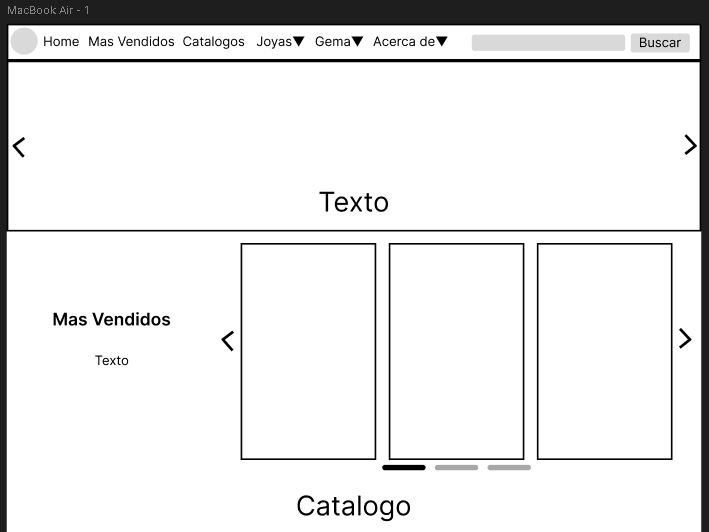 MacBook Air - 1
Home Mas Vendidos Catalogos Joyas▼ Gema▼ Acerca de▼ Buscar
Texto
Mas Vendidos
Texto
Catalogo